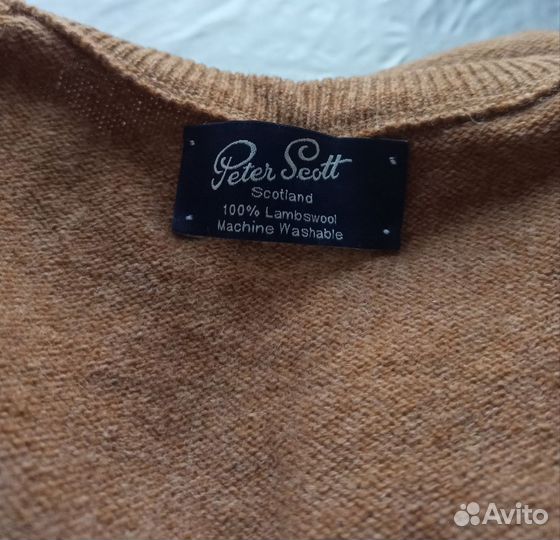 Peter Scott
Scotland
100% Lambswool
Machine Washable
Avito